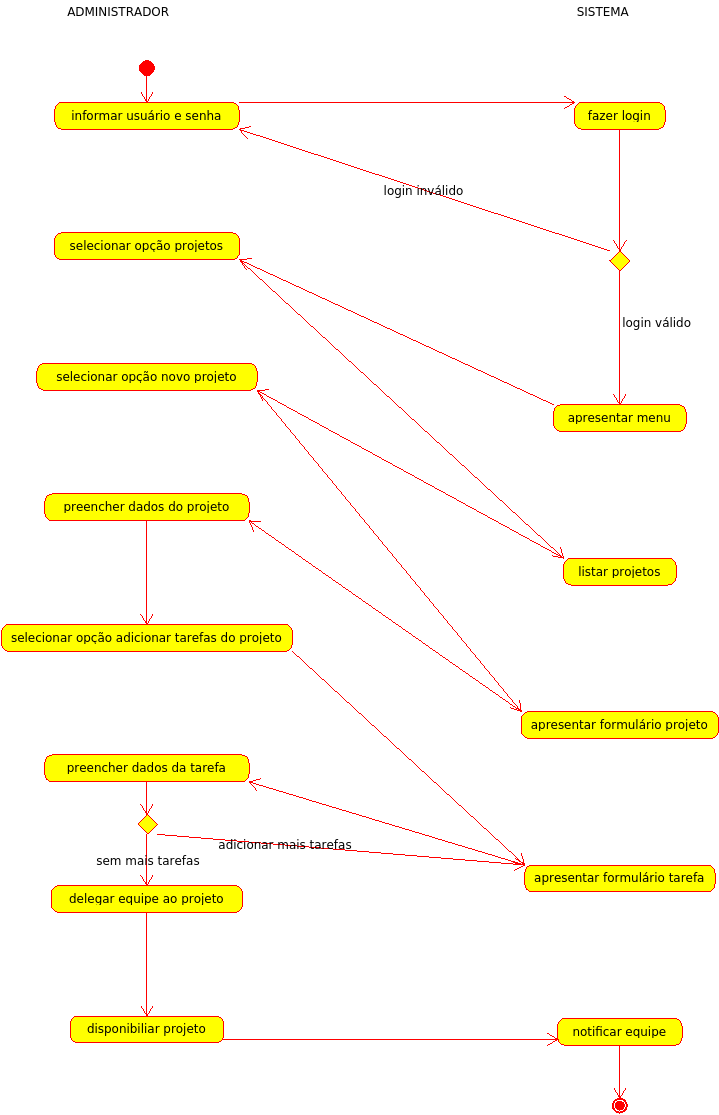 ADMINISTRADOR
SISTEMA
informar usuário e senha
fazer login
login inválido
selecionar opção projetos
login válido
selecionar opção novo projeto
apresentar menu
preencher dados do projeto
listar projetos
selecionar opção adicionar tarefas do projeto
apresentar formulário projeto
preencher dados da tarefa
adicionar mais tarefas
sem mais tarefas
apresentar formulário tarefa
delegar equipe ao projeto
disponibiliar projeto
notificar equipe